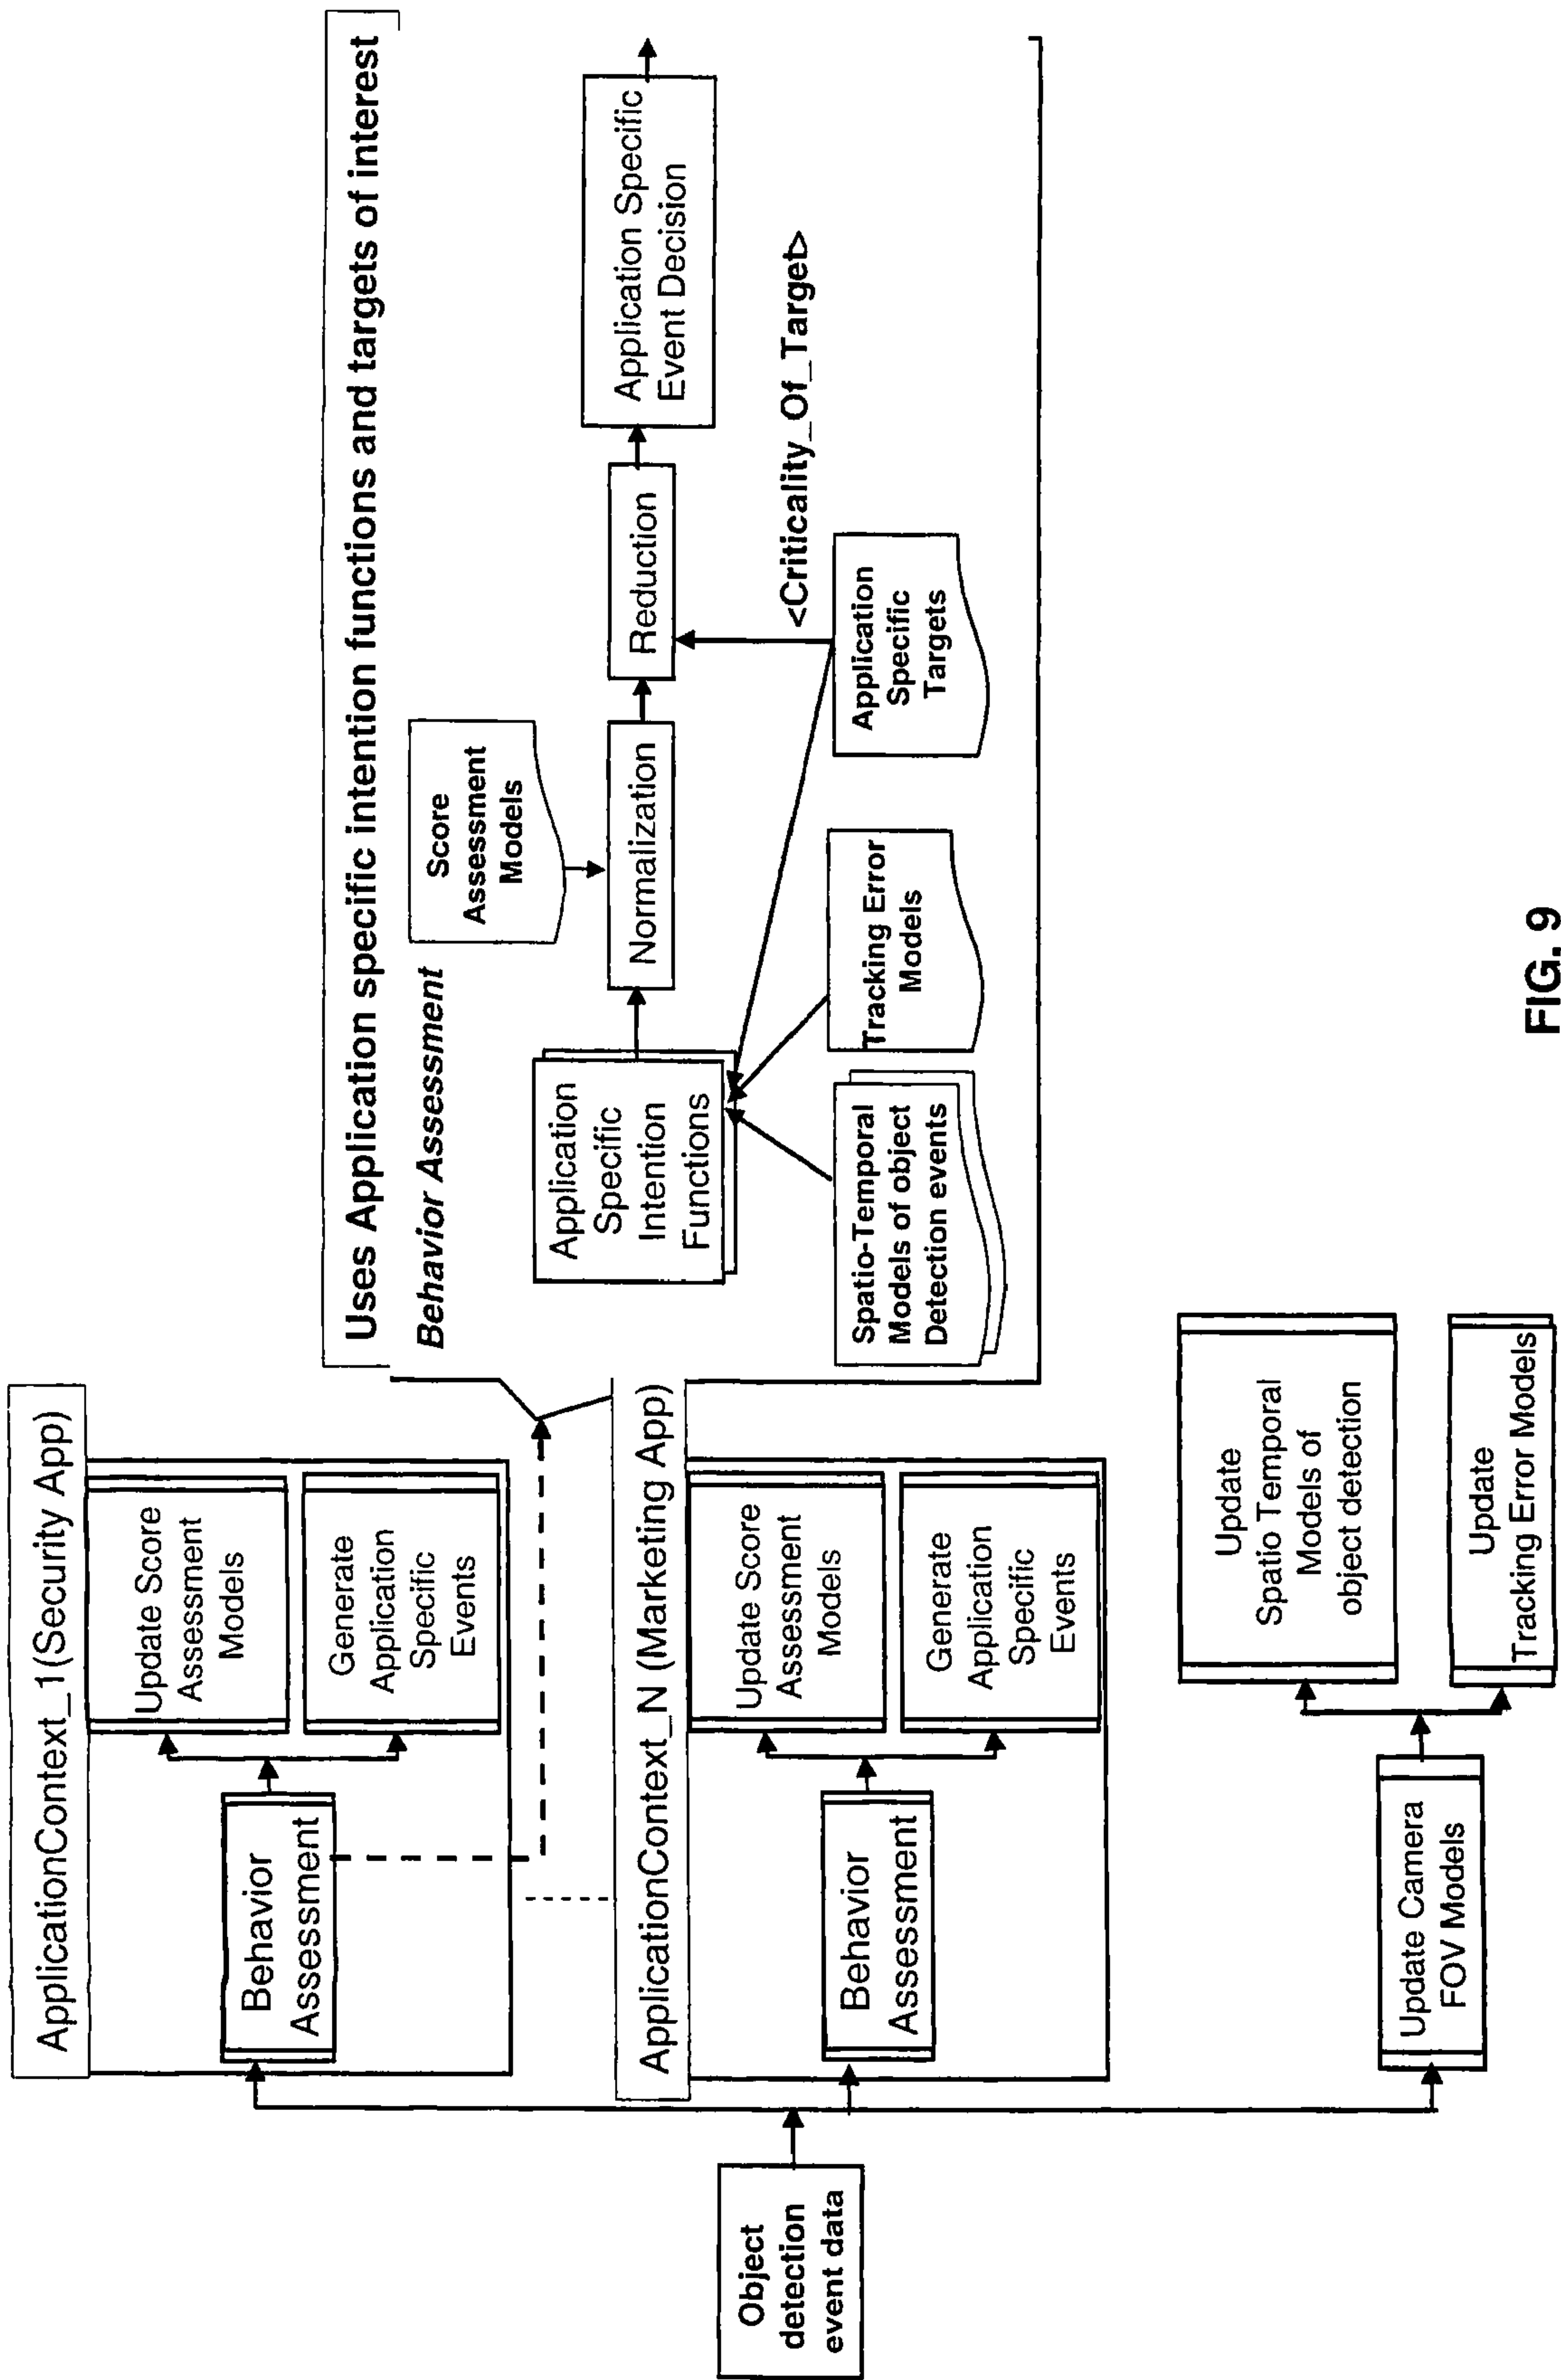 ApplicationContext_1(Security App)
Behavior
Assessment
Update Score
Assessment
Models
Generate
Application
Specific
Events
Uses Application specific intention functions and targets of interest
Behavior Assessment
Score
Assessment
Models
Application
Specific
Intention
Functions
Normalization
Reduction
Application Specific
Event Decision
<Criticality_Of_Target>
Spatio-Temporal
Models of object
Detection events
Tracking Error
Models
Application
Specific
Targets
Object
detection
event data
ApplicationContext_N (Marketing App)
Behavior
Assessment
Update Score
Assessment
Models
Generate
Application
Specific
Events
Update Camera
FOV Models
Update
Spatio Temporal
Models of
object detection
Update
Tracking Error Models
FIG. 9